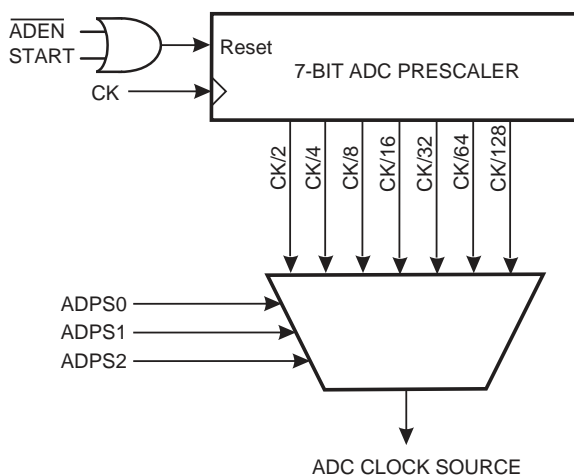 ADEN
START
Reset
7-BIT ADC PRESCALER
CK
CK/2
CK/4
CK/8
CK/16
CK/32
CK/64
CK/128
ADPS0
ADPS1
ADPS2
ADC CLOCK SOURCE